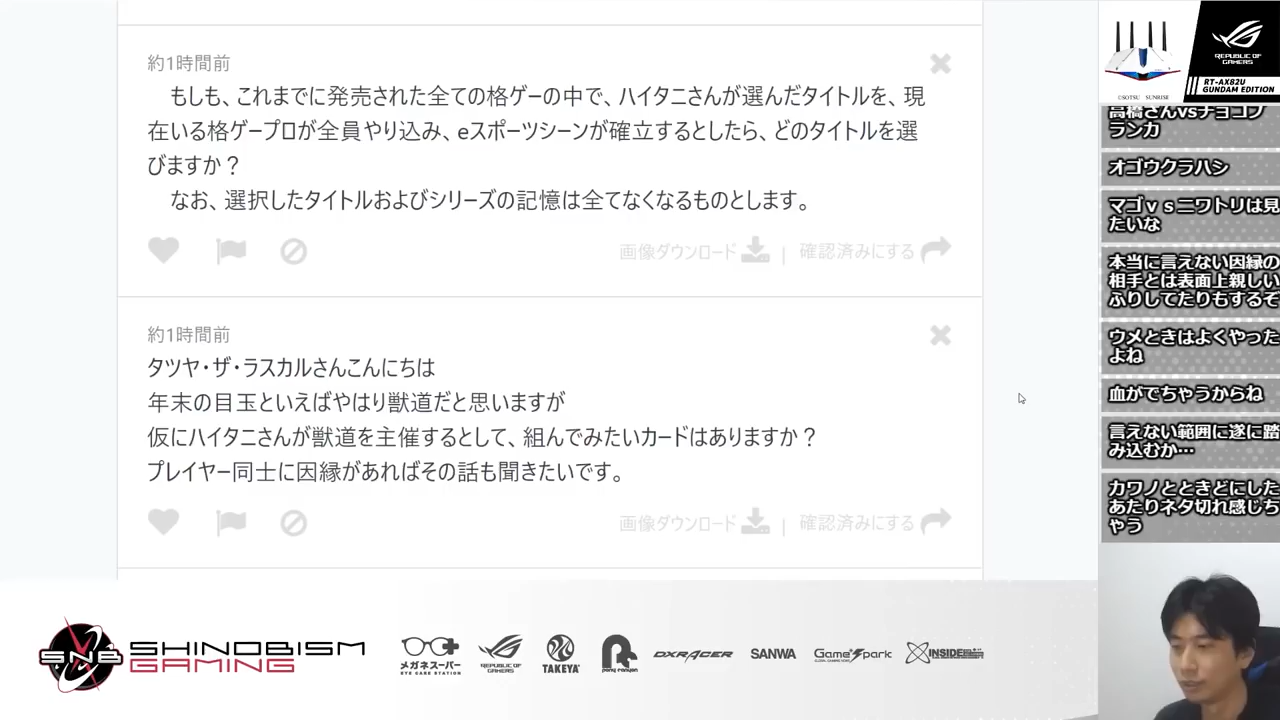 約1時間前
もしも、これまでに発売された全ての格ゲーの中で、ハイタニさんが選んだタイトルを、現
在いる格ゲープロが全員やり込み、eスポーツシーンが確立するとしたら、どのタイトルを選
びますか？
なお、選択したタイトルおよびシリーズの記憶は全てなくなるものとします。
画像ダウンロード | 確認済みにする
約1時間前
タツヤ・ザ・ラスカルさんこんにちは
年末の目玉といえばやはり獣道だと思いますが
仮にハイタニさんが獣道を主催するとして、組んでみたいカードはありますか？
プレイヤー同士に因縁があればその話も聞きたいです。
画像ダウンロード | 確認済みにする
REPUBLIC OF
GAMERS
RT-AX82U
GUNDAM EDITION
©SOTSU・SUNRISE
高橋さんvsチョコブ
ランカ
オゴウクラハシ
マゴｖｓニワトリは見
たいな
本当に言えない因縁の
相手とは表面上親しい
ふりしてたりもするぞ
ウメときはよくやった
よね
血がでちゃうからね
言えない範囲に遂に踏
み込むか…
カワノとときどにした
あたりネタ切れ感じち
ゃう
SNB
SHINOBISM
GAMING
メガネスーパー
EYE CARE STATION
REPUBLIC OF
GAMERS
TAKEYA
pony canyon
DXRACER
SANWA
Game*Spark
INSIDE